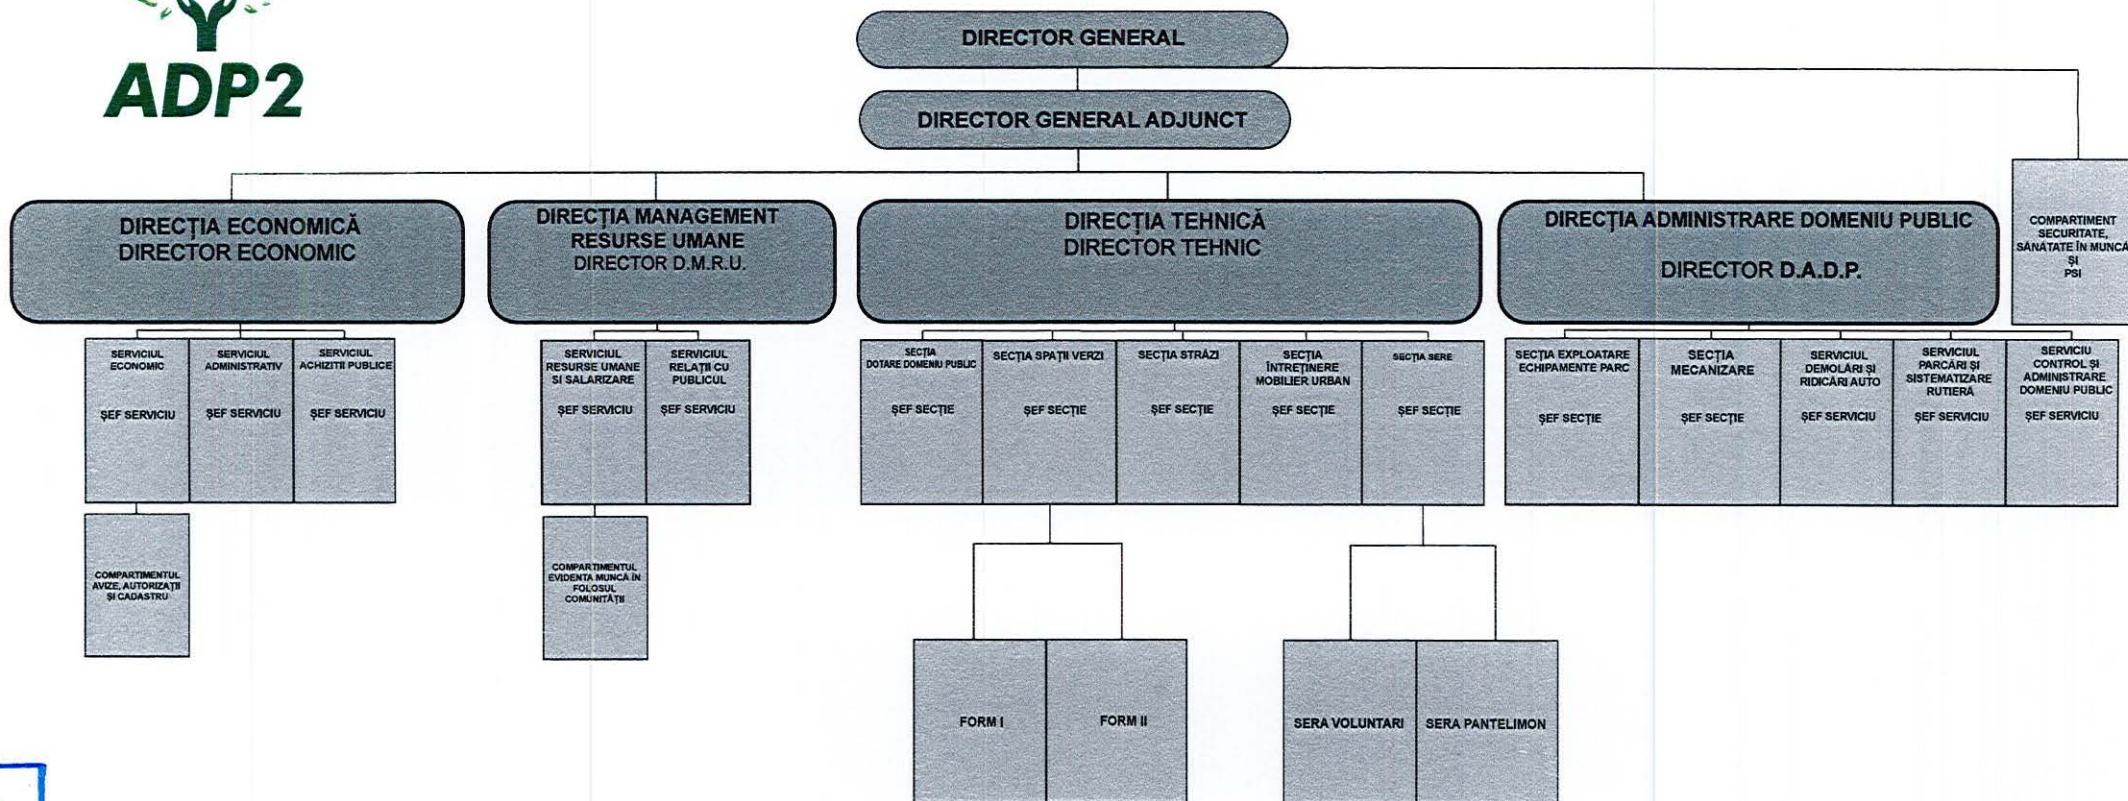 ADP2
DIRECTOR GENERAL
DIRECTOR GENERAL ADJUNCT
DIRECȚIA ECONOMICĂ
DIRECTOR ECONOMIC
DIRECȚIA MANAGEMENT
RESURSE UMANE
DIRECTOR D.M.R.U.
DIRECȚIA TEHNICĂ
DIRECTOR TEHNIC
DIRECȚIA ADMINISTRARE DOMENIU PUBLIC
DIRECTOR D.A.D.P.
COMPARTIMENT
SECURITATE,
SĂNĂTATE ÎN MUNCĂ
ȘI
PSI
SERVICIUL
ECONOMIC
ȘEF SERVICIU
SERVICIUL
ADMINISTRATIV
ȘEF SERVICIU
SERVICIUL
ACHIZITII PUBLICE
ȘEF SERVICIU
SERVICIUL
RESURSE UMANE
SI SALARIZARE
ȘEF SERVICIU
SERVICIUL
RELAȚII CU
PUBLICUL
ȘEF SERVICIU
SECȚIA
DOTARE DOMENIU PUBLIC
ȘEF SECȚIE
SECȚIA SPAȚII VERZI
ȘEF SECȚIE
SECȚIA STRĂZI
ȘEF SECȚIE
SECȚIA
ÎNTREȚINERE
MOBILIER URBAN
ȘEF SECȚIE
SECȚIA SERE
ȘEF SECȚIE
SECȚIA EXPLOATARE
ECHIPAMENTE PARC
ȘEF SECȚIE
SECȚIA
MECANIZARE
ȘEF SECȚIE
SERVICIUL
DEMOLĂRI ȘI
RIDICĂRI AUTO
ȘEF SERVICIU
SERVICIUL
PARCĂRI ȘI
SISTEMATIZARE
RUTIERĂ
ȘEF SERVICIU
SERVICIU
CONTROL ȘI
ADMINISTRARE
DOMENIU PUBLIC
ȘEF SERVICIU
COMPARTIMENTUL
AVIZE, AUTORIZAȚII
ȘI CADASTRU
COMPARTIMENTUL
EVIDENTA MUNCĂ ÎN
FOLOSUL
COMUNITĂȚII
FORM I
FORM II
SERA VOLUNTARI
SERA PANTELIMON